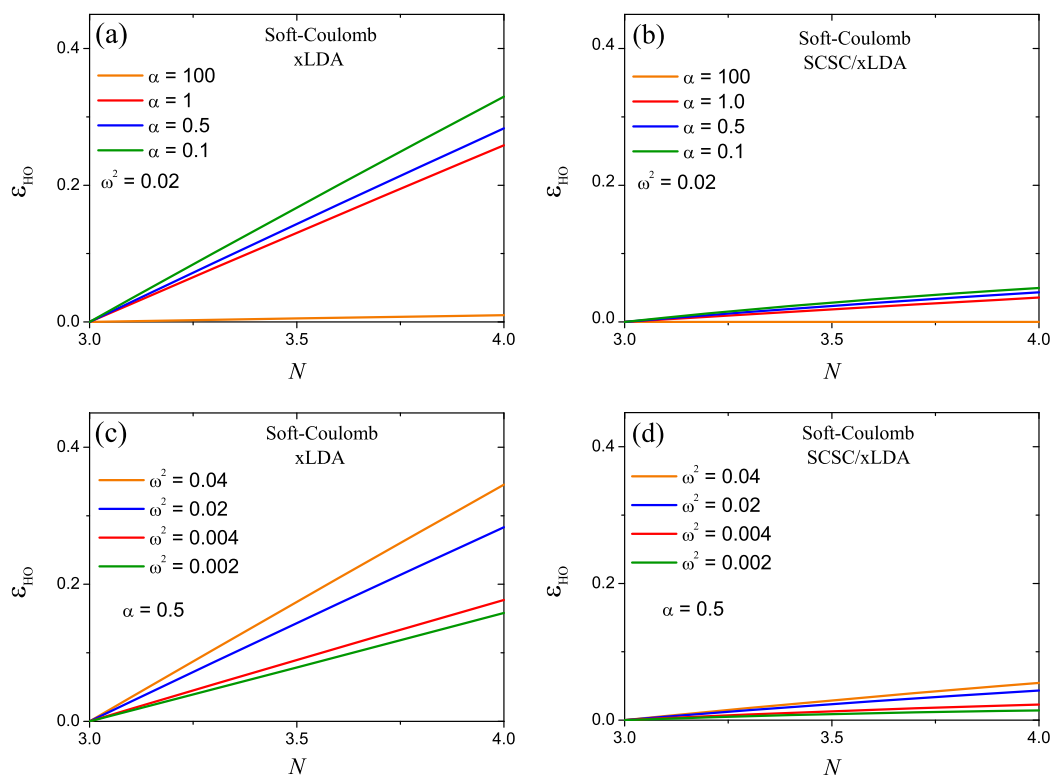 (a)
Soft-Coulomb
xLDA
α = 100
α = 1
α = 0.5
α = 0.1
ω² = 0.02
0.4
0.2
0.0
ε_HO
3.0
3.5
4.0
N
(b)
Soft-Coulomb
SCSC/xLDA
α = 100
α = 1.0
α = 0.5
α = 0.1
ω² = 0.02
0.4
0.2
0.0
ε_HO
3.0
3.5
4.0
N
(c)
Soft-Coulomb
xLDA
ω² = 0.04
ω² = 0.02
ω² = 0.004
ω² = 0.002
α = 0.5
0.4
0.2
0.0
ε_HO
3.0
3.5
4.0
N
(d)
Soft-Coulomb
SCSC/xLDA
ω² = 0.04
ω² = 0.02
ω² = 0.004
ω² = 0.002
α = 0.5
0.4
0.2
0.0
ε_HO
3.0
3.5
4.0
N